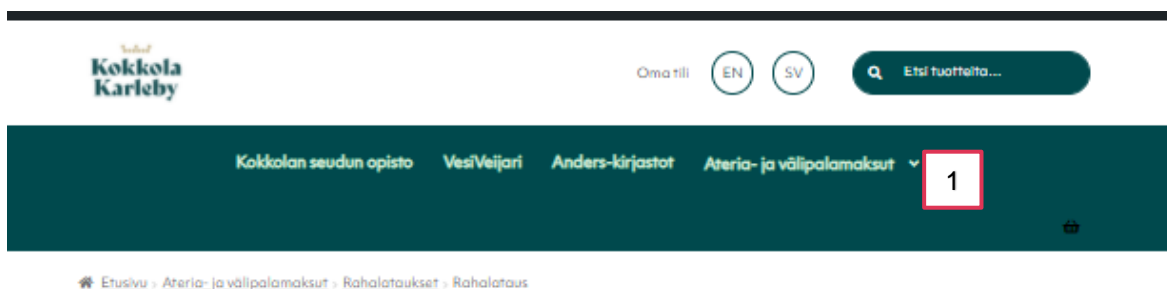 Kokkola
Karleby
Oma tili EN SV Etsi tuotteita...
Kokkolan seudun opisto VesiVeijari Anders-kirjastot Ateria- ja välipalamaksut 1
Etusivu > Ateria- ja välipalamaksut > Rahalataukset > Rahalataus